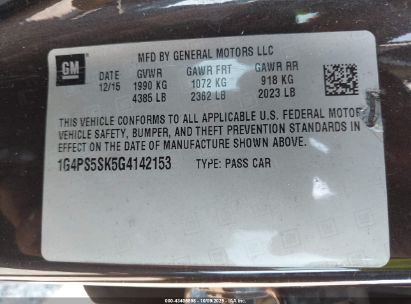 GM
MFD BY GENERAL MOTORS LLC
DATE GVWR GAWR FRT GAWR RR
12/15 1990 KG 1072 KG 918 KG
4385 LB 2362 LB 2023 LB
THIS VEHICLE CONFORMS TO ALL APPLICABLE U.S. FEDERAL MOTOR
VEHICLE SAFETY, BUMPER, AND THEFT PREVENTION STANDARDS IN
EFFECT ON THE DATE OF MANUFACTURE SHOWN ABOVE.
1G4PS5SK5G4142153 TYPE: PASS CAR